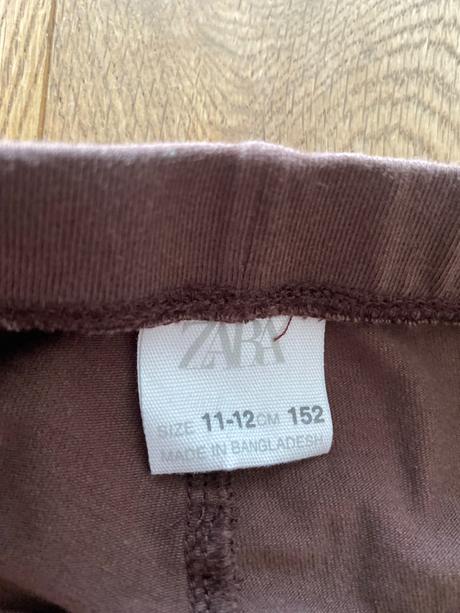 ZARA
SIZE 11-12 CM 152
MADE IN BANGLADESH